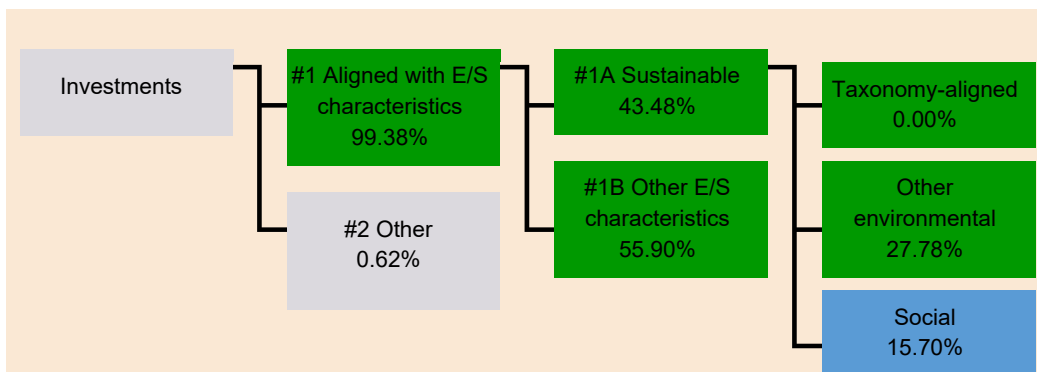 Investments
#1 Aligned with E/S
characteristics
99.38%
#2 Other
0.62%
#1A Sustainable
43.48%
#1B Other E/S
characteristics
55.90%
Taxonomy-aligned
0.00%
Other
environmental
27.78%
Social
15.70%